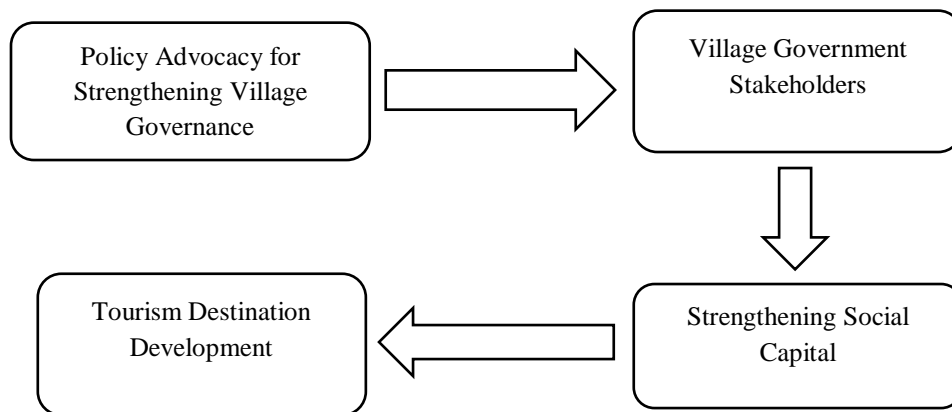 Policy Advocacy for
Strengthening Village
Governance
Village Government
Stakeholders
Tourism Destination
Development
Strengthening Social
Capital